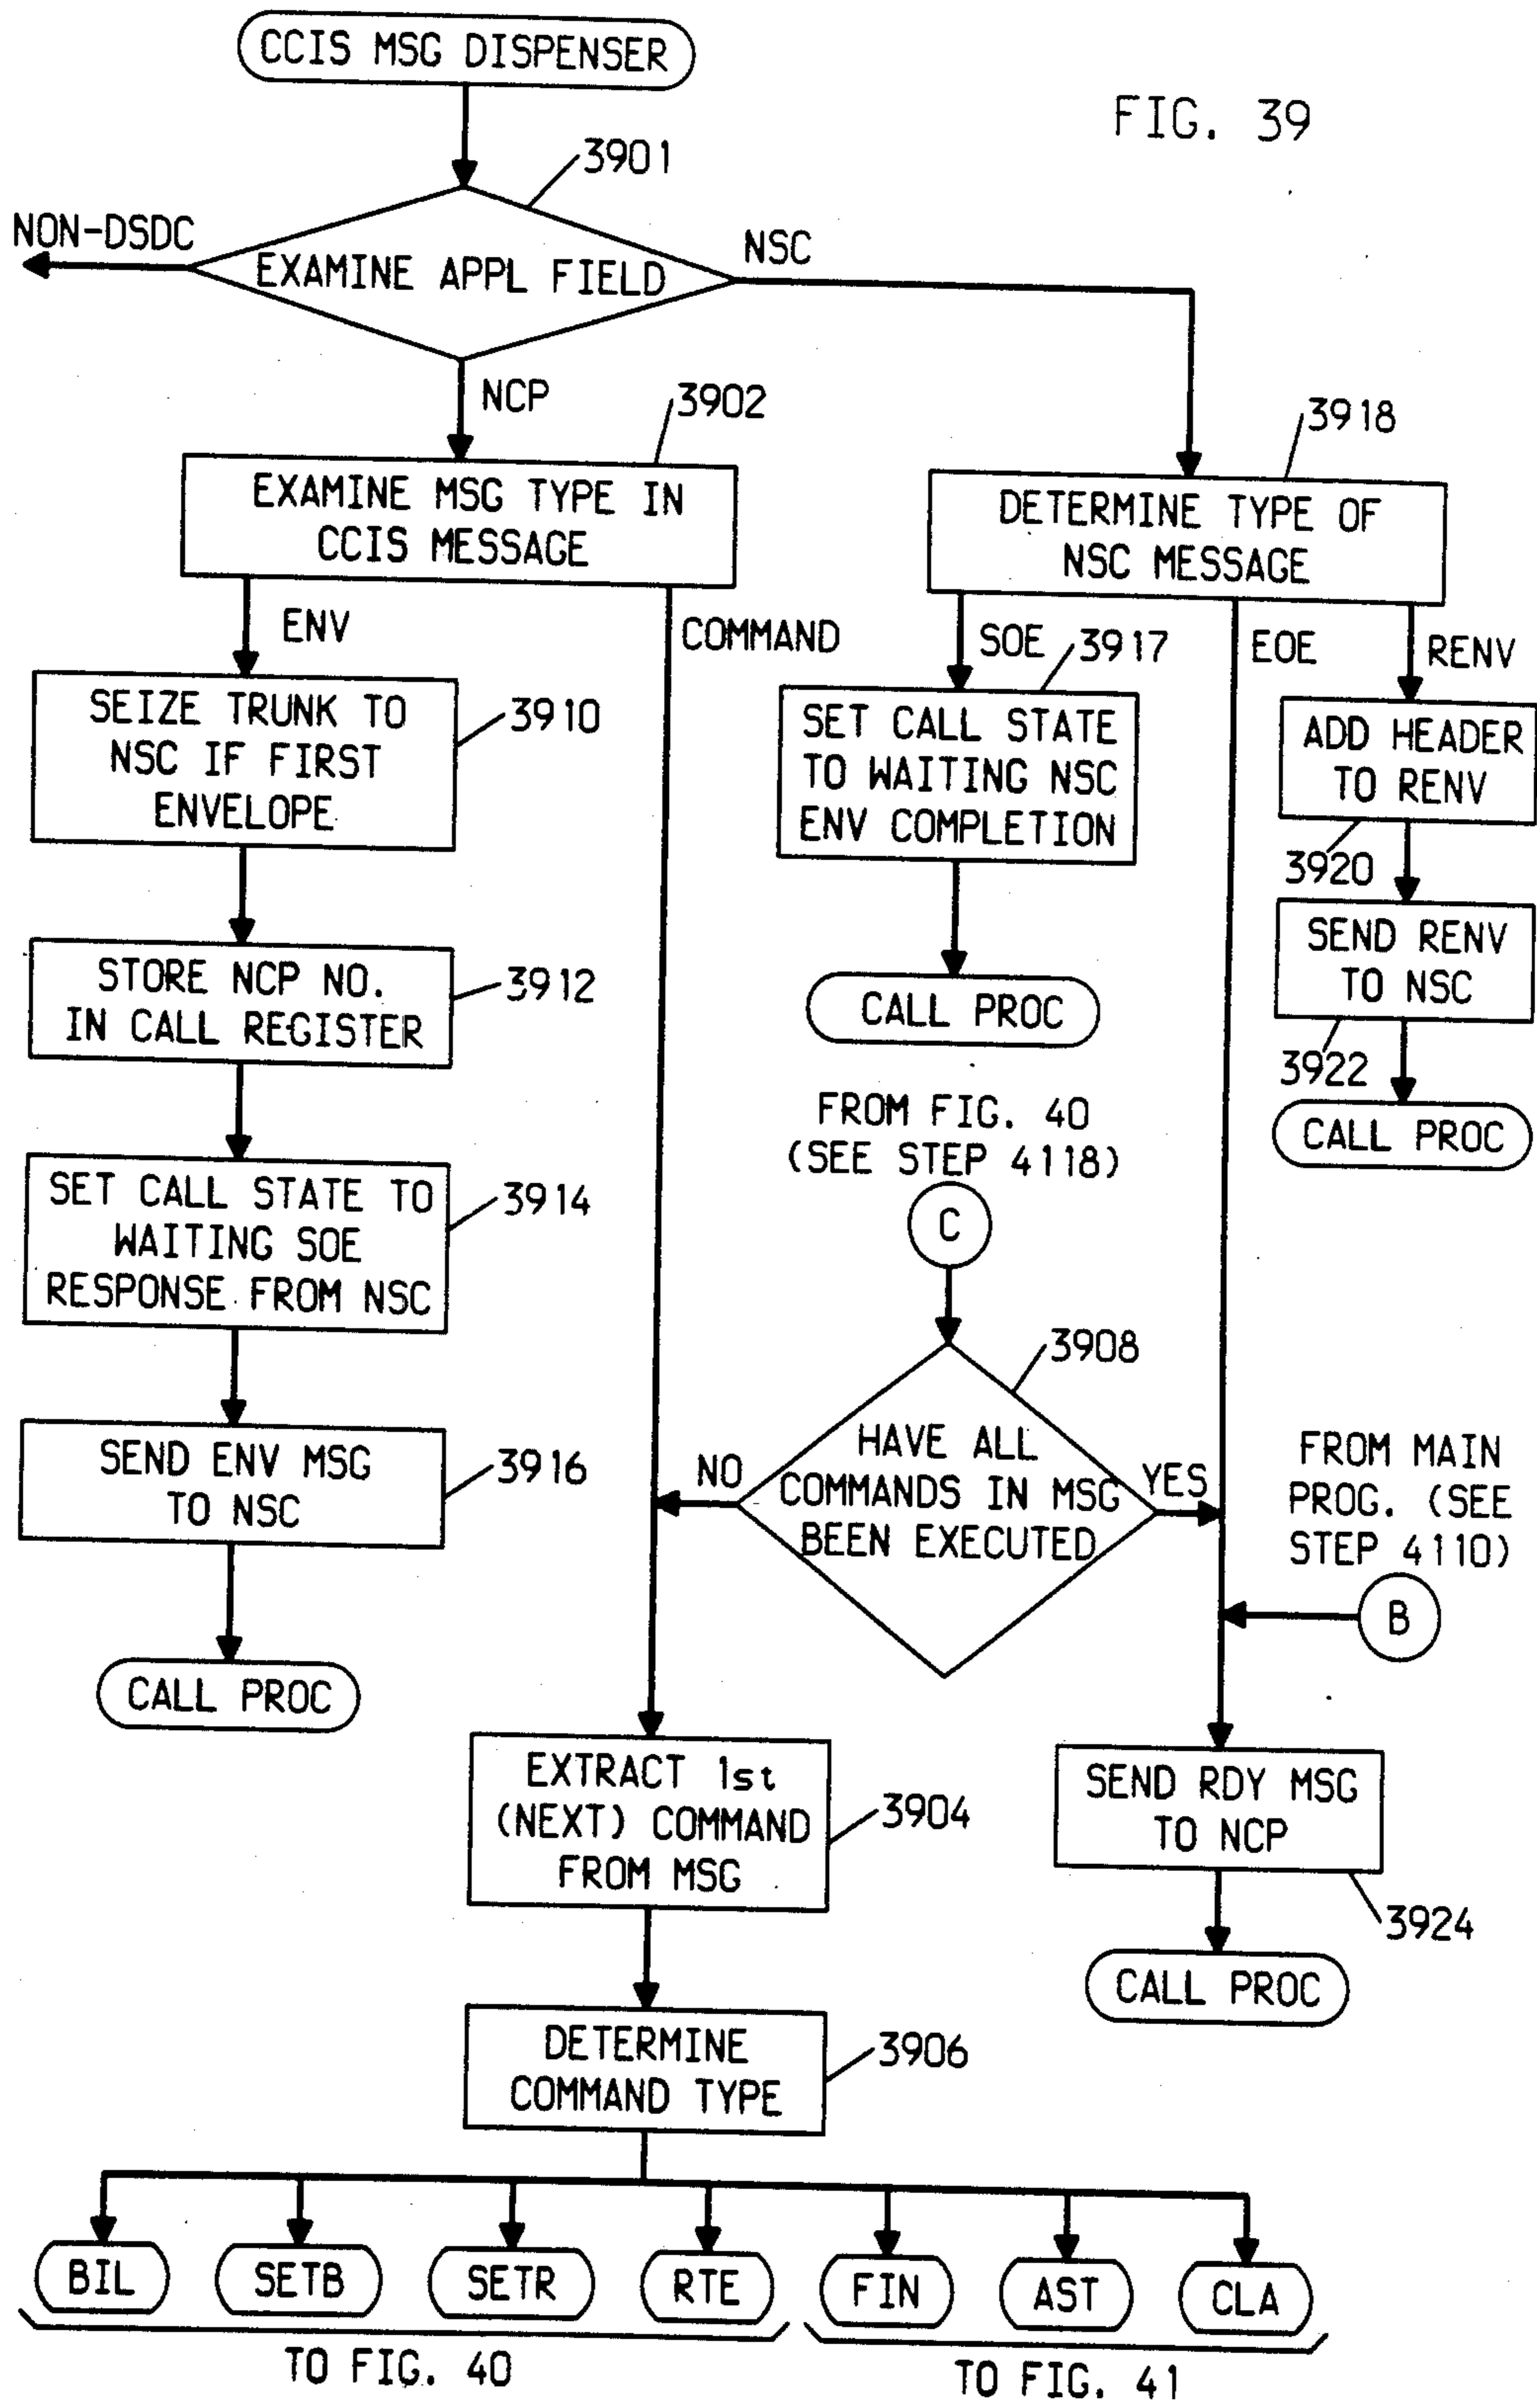 CCIS MSG DISPENSER
FIG. 39
3901
NON-DSDC
EXAMINE APPL FIELD
NSC
NCP
3902
EXAMINE MSG TYPE IN
CCIS MESSAGE
3918
DETERMINE TYPE OF
NSC MESSAGE
ENV
COMMAND
SOE
3917
EOE
RENV
SEIZE TRUNK TO
NSC IF FIRST
ENVELOPE
3910
SET CALL STATE
TO WAITING NSC
ENV COMPLETION
ADD HEADER
TO RENV
3920
STORE NCP NO.
IN CALL REGISTER
3912
CALL PROC
SEND RENV
TO NSC
3922
CALL PROC
FROM FIG. 40
(SEE STEP 4118)
C
SET CALL STATE TO
WAITING SOE
RESPONSE FROM NSC
3914
3908
HAVE ALL
COMMANDS IN MSG
BEEN EXECUTED
NO
YES
FROM MAIN
PROG. (SEE
STEP 4110)
B
SEND ENV MSG
TO NSC
3916
CALL PROC
EXTRACT 1st
(NEXT) COMMAND
FROM MSG
3904
SEND RDY MSG
TO NCP
3924
CALL PROC
DETERMINE
COMMAND TYPE
3906
BIL
SETB
SETR
RTE
FIN
AST
CLA
TO FIG. 40
TO FIG. 41